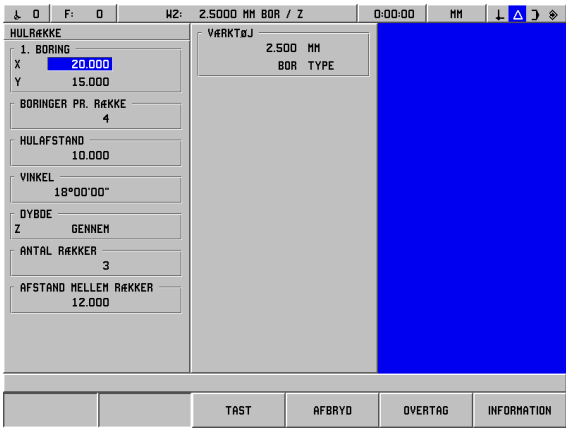 0 F: 0 W2: 2.5000 MM BOR / Z 0:00:00 MM
HULRÆKKE
1. BORING
X 20.000
Y 15.000
BORINGER PR. RÆKKE
4
HULAFSTAND
10.000
VINKEL
18°00'00"
DYBDE
Z GENNEM
ANTAL RÆKKER
3
AFSTAND MELLEM RÆKKER
12.000
VÆRKTØJ
2.500 MM
BOR TYPE
TAST AFBRYD OVERTAG INFORMATION